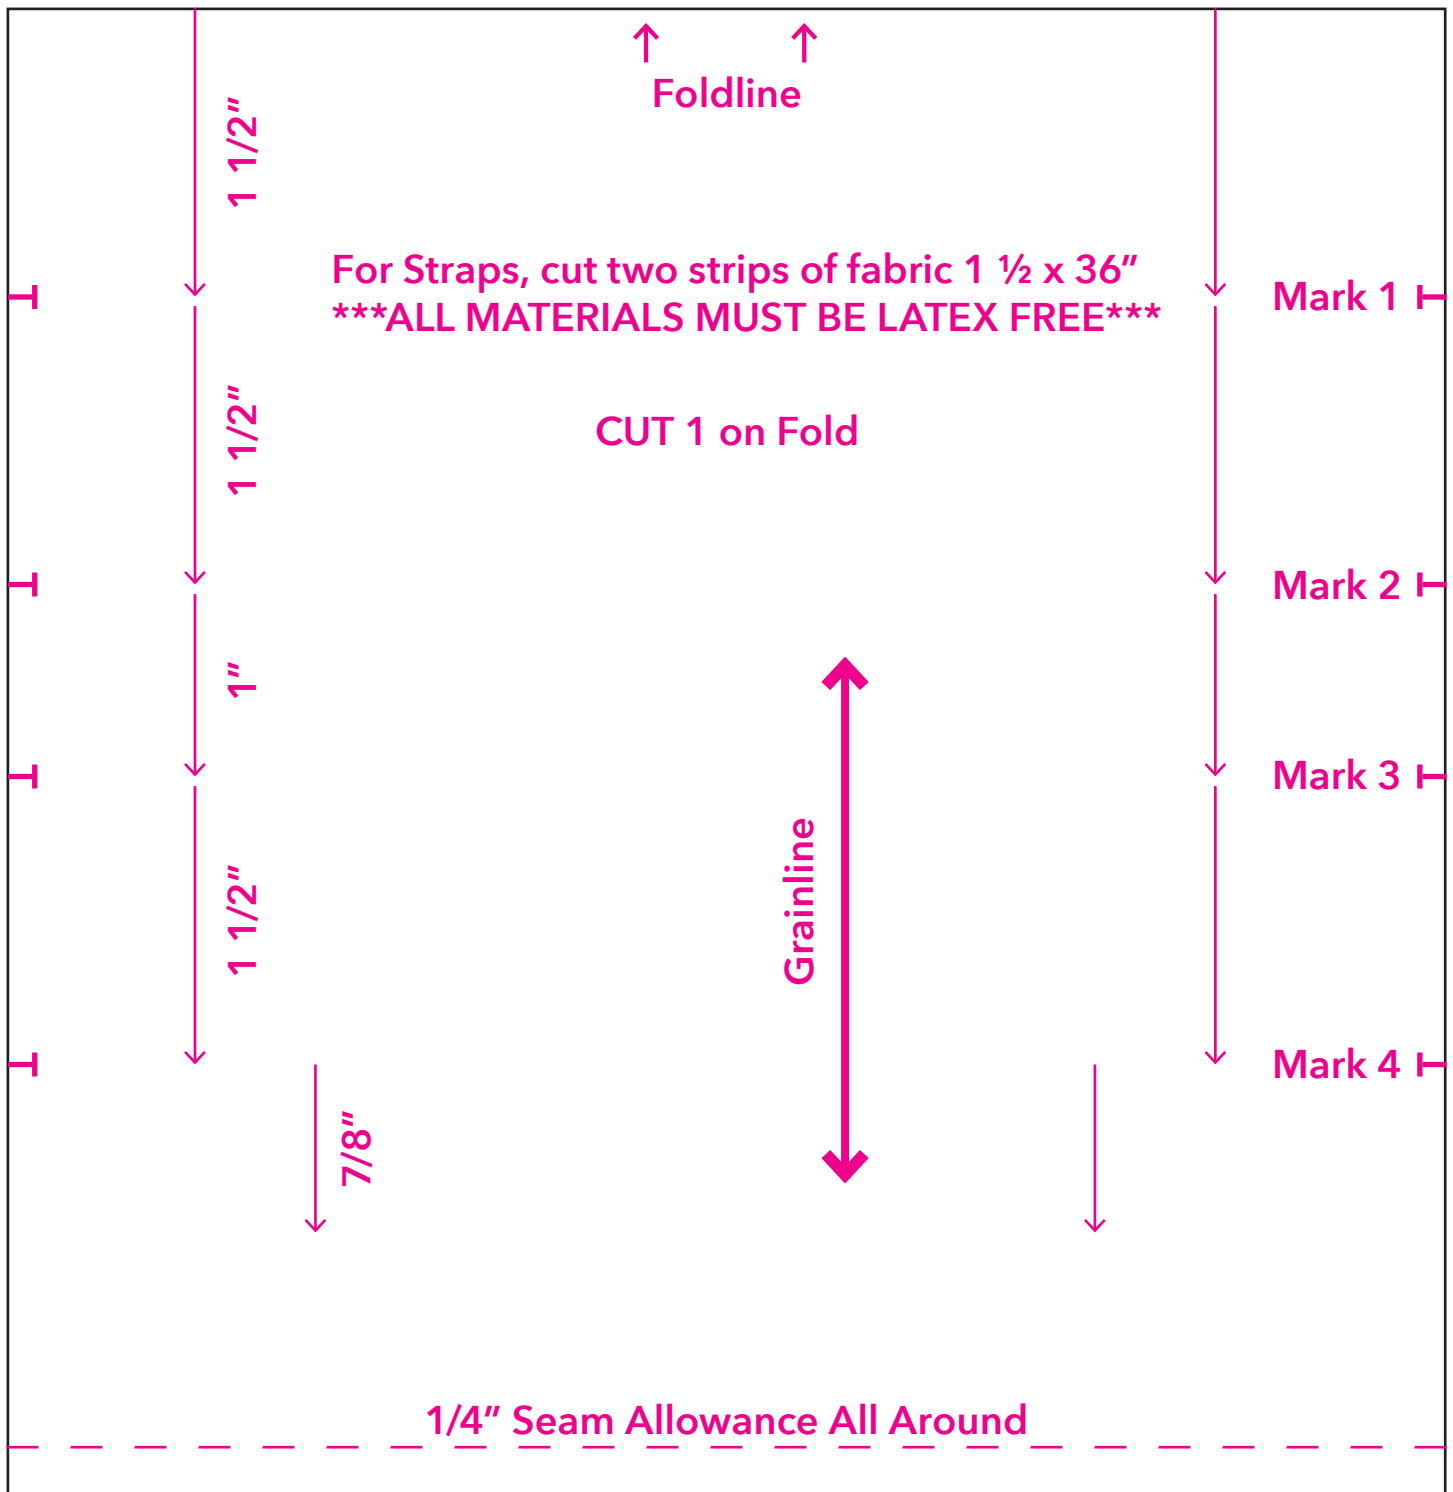 Foldline
1 1/2"
For Straps, cut two strips of fabric 1 ½ x 36"
***ALL MATERIALS MUST BE LATEX FREE***
Mark 1
1 1/2"
CUT 1 on Fold
Mark 2
1"
Mark 3
1 1/2"
Grainline
Mark 4
7/8"
1/4" Seam Allowance All Around